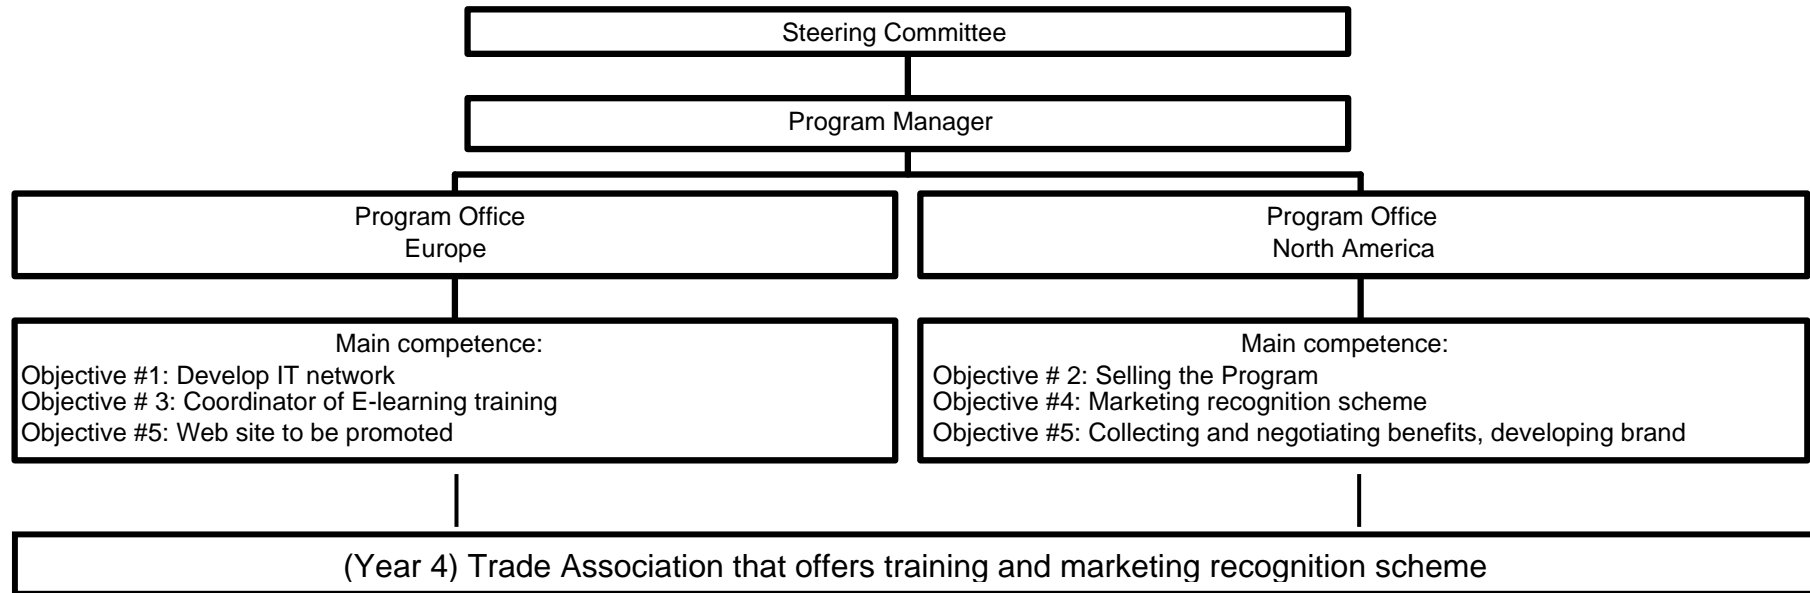 Steering Committee
Program Manager
Program Office
Europe
Program Office
North America
Main competence:
Objective #1: Develop IT network
Objective # 3: Coordinator of E-learning training
Objective #5: Web site to be promoted
Main competence:
Objective # 2: Selling the Program
Objective #4: Marketing recognition scheme
Objective #5: Collecting and negotiating benefits, developing brand
(Year 4) Trade Association that offers training and marketing recognition scheme